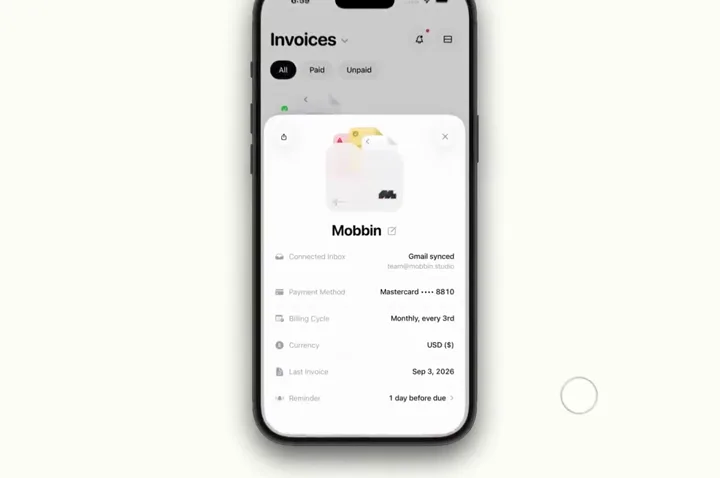 Invoices
All Paid Unpaid
Mobbin
Connected Inbox Gmail synced
team@mobbin.studio
Payment Method Mastercard •••• 8810
Billing Cycle Monthly, every 3rd
Currency USD ($)
Last Invoice Sep 3, 2026
Reminder 1 day before due